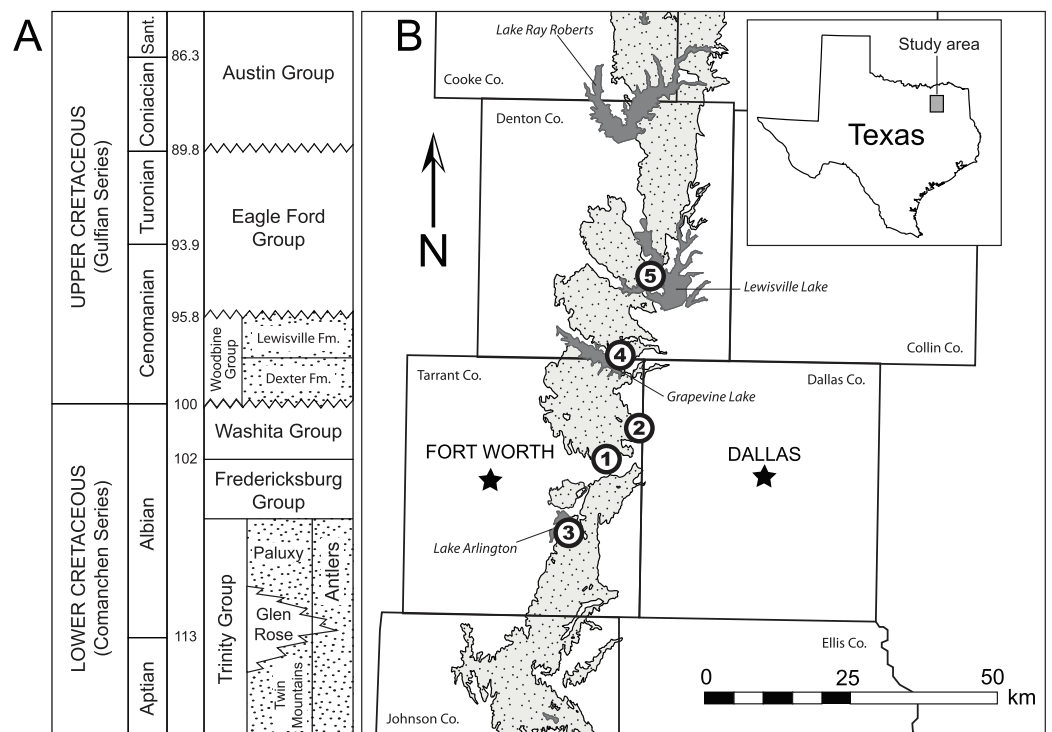 A
UPPER CRETACEOUS
(Gulfian Series)
LOWER CRETACEOUS
(Comanchen Series)
Sant.
Coniacian
Turonian
Cenomanian
Albian
Aptian
86.3
89.8
93.9
95.8
100
102
113
Austin Group
Eagle Ford
Group
Woodbine
Group
Lewisville Fm.
Dexter Fm.
Washita Group
Fredericksburg
Group
Trinity Group
Paluxy
Glen
Rose
Twin
Mountains
Antlers
B
Lake Ray Roberts
Cooke Co.
Denton Co.
N
Study area
Texas
5
Lewisville Lake
Collin Co.
4
Grapevine Lake
Tarrant Co.
Dallas Co.
2
FORT WORTH
1
DALLAS
3
Lake Arlington
Ellis Co.
Johnson Co.
0 25 50
km